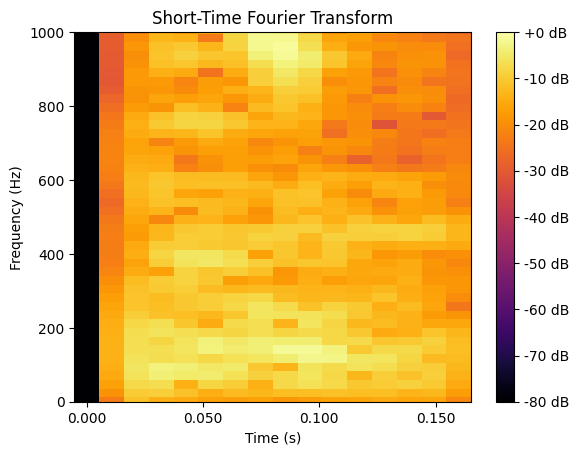 Short-Time Fourier Transform
1000
800
600
400
200
0
Frequency (Hz)
0.000
0.050
0.100
0.150
Time (s)
+0 dB
-10 dB
-20 dB
-30 dB
-40 dB
-50 dB
-60 dB
-70 dB
-80 dB